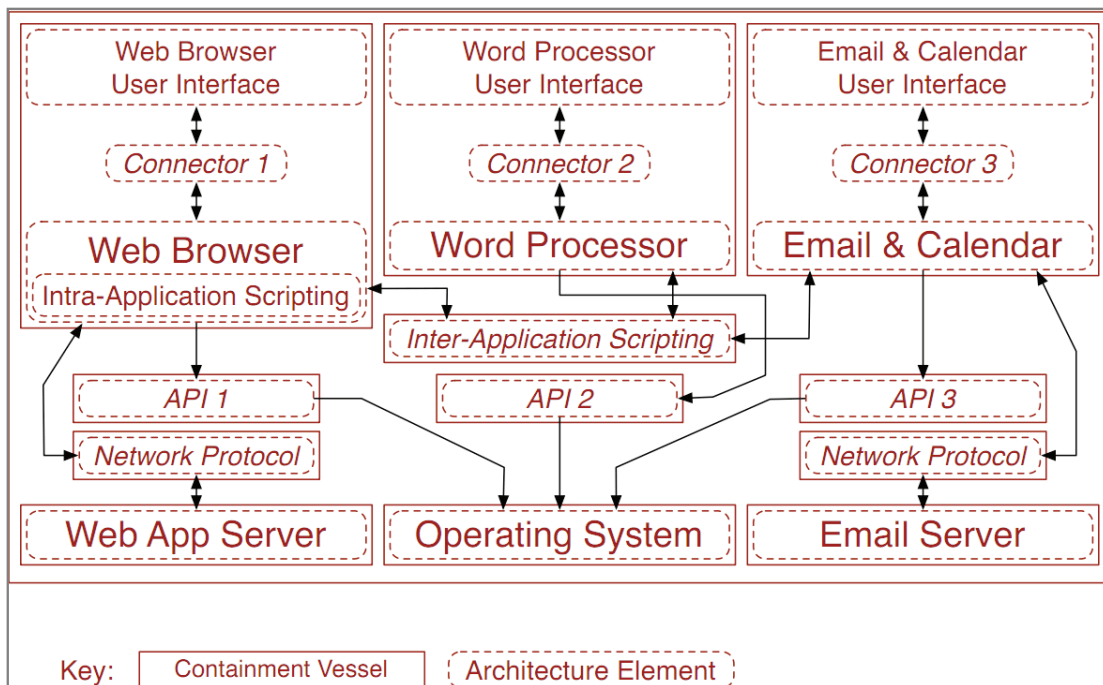 Web Browser
User Interface
Word Processor
User Interface
Email & Calendar
User Interface
Connector 1
Connector 2
Connector 3
Web Browser
Word Processor
Email & Calendar
Intra-Application Scripting
Inter-Application Scripting
API 1
API 2
API 3
Network Protocol
Network Protocol
Web App Server
Operating System
Email Server
Key:
Containment Vessel
Architecture Element